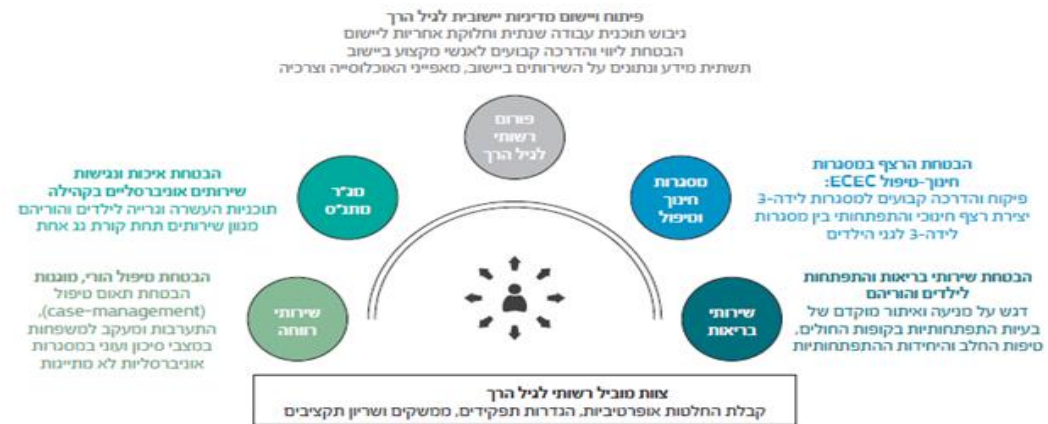 פיתוח ויישום מדיניות יישובית לגיל הרך
גיבוש תוכנית עבודה שנתית וחלוקת אחריות ליישום
הבטחת ליווי והדרכה קבועים לאנשי מקצוע ביישוב
תשתית מידע ונתונים על השירותים ביישוב, מאפייני האוכלוסייה וצרכיה
פורום
רשותי
לגיל הרך
הבטחת הרצף במסגרות
חינוך-טיפול ECEC:
פיקוח והדרכה קבועים למסגרות לידה-3
יצירת רצף חינוכי והתפתחותי בין מסגרות
לידה-3 לגני הילדים
מסגרות
חינוך
וטיפול
מג"ר
מתנ"ס
הבטחת איכות ונגישות
שירותים אוניברסליים בקהילה
תוכניות העשרה וגרייה לילדים והוריהם
מגוון שירותים תחת קורת גג אחת
הבטחת שירותי בריאות והתפתחות
לילדים והוריהם
דגש על מניעה ואיתור מוקדם של
בעיות התפתחותיות בקופות החולים,
טיפות החלב והיחידות ההתפתחותיות
שירותי
בריאות
שירותי
רווחה
הבטחת טיפול הורי, מוגנות
הבטחת תאום טיפול
(case-management),
התערבות ומעקב למשפחות
במצבי סיכון ועוני במסגרות
אוניברסליות לא מתייגות
צוות מוביל רשותי לגיל הרך
קבלת החלטות אופרטיביות, הגדרות תפקידים, ממשקים ושריון תקציבים